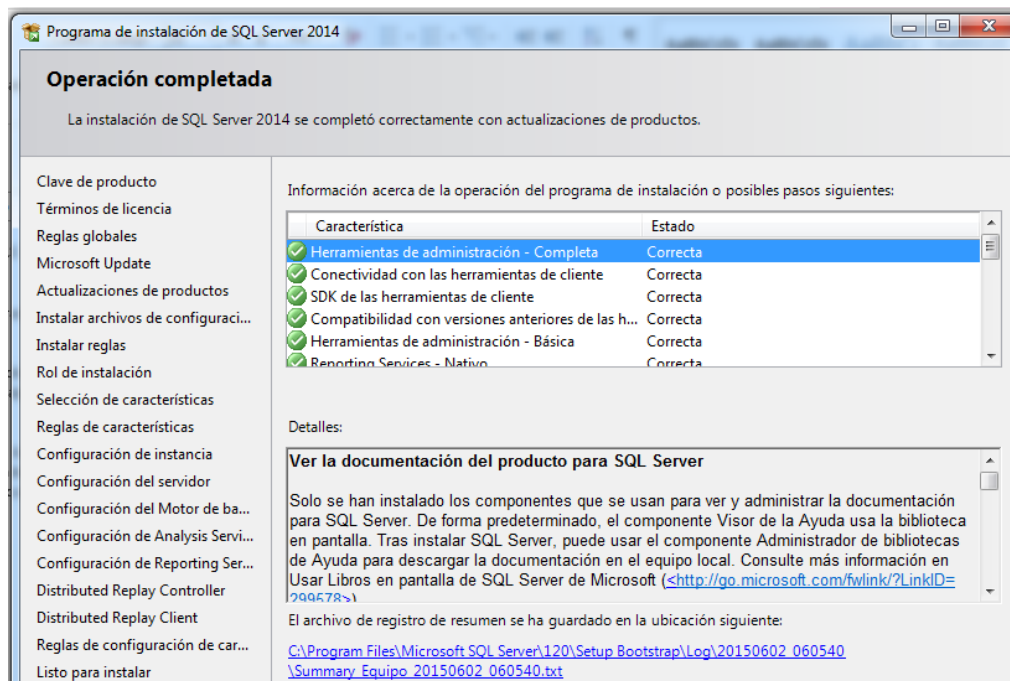 Programa de instalación de SQL Server 2014
Operación completada
La instalación de SQL Server 2014 se completó correctamente con actualizaciones de productos.
Clave de producto
Términos de licencia
Reglas globales
Microsoft Update
Actualizaciones de productos
Instalar archivos de configuraci...
Instalar reglas
Rol de instalación
Selección de características
Reglas de características
Configuración de instancia
Configuración del servidor
Configuración del Motor de ba...
Configuración de Analysis Servi...
Configuración de Reporting Ser...
Distributed Replay Controller
Distributed Replay Client
Reglas de configuración de car...
Listo para instalar
Información acerca de la operación del programa de instalación o posibles pasos siguientes:
Característica Estado
Herramientas de administración - Completa Correcta
Conectividad con las herramientas de cliente Correcta
SDK de las herramientas de cliente Correcta
Compatibilidad con versiones anteriores de las h... Correcta
Herramientas de administración - Básica Correcta
Reporting Services - Nativo Correcta
Detalles:
Ver la documentación del producto para SQL Server
Solo se han instalado los componentes que se usan para ver y administrar la documentación
para SQL Server. De forma predeterminado, el componente Visor de la Ayuda usa la biblioteca
en pantalla. Tras instalar SQL Server, puede usar el componente Administrador de bibliotecas
de Ayuda para descargar la documentación en el equipo local. Consulte más información en
Usar Libros en pantalla de SQL Server de Microsoft (<http://go.microsoft.com/fwlink/?LinkID=
299578>)
El archivo de registro de resumen se ha guardado en la ubicación siguiente:
C:\Program Files\Microsoft SQL Server\120\Setup Bootstrap\Log\20150602_060540
\Summary_Equipo_20150602_060540.txt